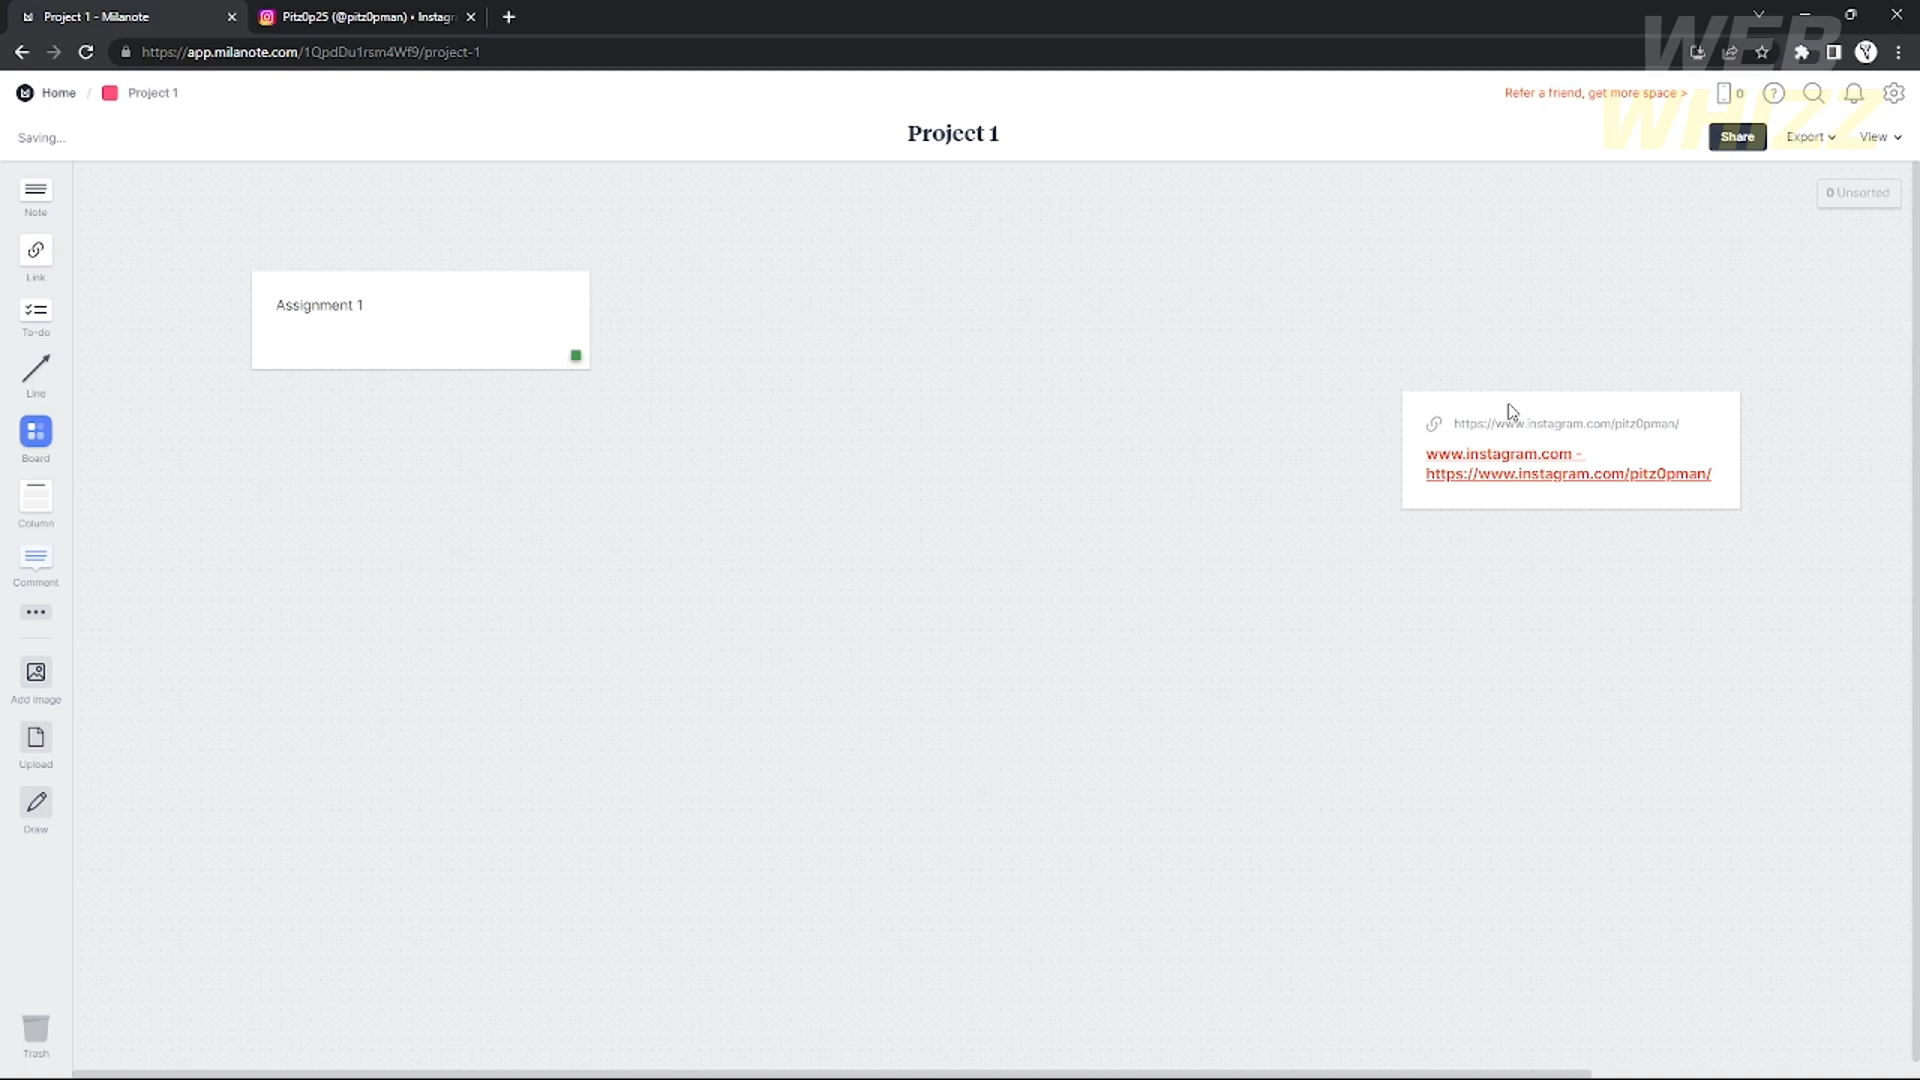 Project 1 - Milanote
Pitz0p25 (@pitz0pman) • Instagr
https://app.milanote.com/1QpdDu1rsm4Wf9/project-1
WEB
WHIZZ
Home / Project 1
Refer a friend, get more space >
0
Saving...
Project 1
Share
Export
View
0 Unsorted
Note
Link
To-do
Line
Board
Column
Comment
Add image
Upload
Draw
Trash
Assignment 1
https://www.instagram.com/pitz0pman/
www.instagram.com -
https://www.instagram.com/pitz0pman/